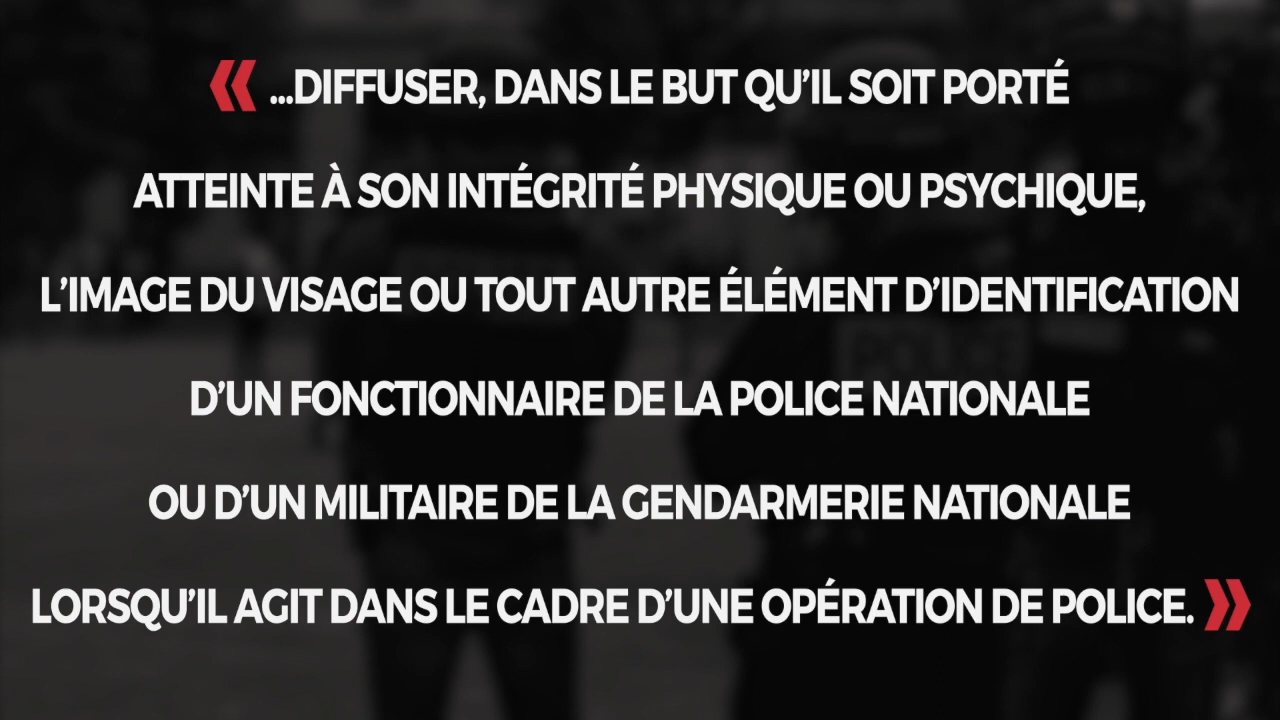 « ...DIFFUSER, DANS LE BUT QU’IL SOIT PORTÉ
ATTEINTE À SON INTÉGRITÉ PHYSIQUE OU PSYCHIQUE,
L’IMAGE DU VISAGE OU TOUT AUTRE ÉLÉMENT D’IDENTIFICATION
D’UN FONCTIONNAIRE DE LA POLICE NATIONALE
OU D’UN MILITAIRE DE LA GENDARMERIE NATIONALE
LORSQU’IL AGIT DANS LE CADRE D’UNE OPÉRATION DE POLICE. »
POLICE